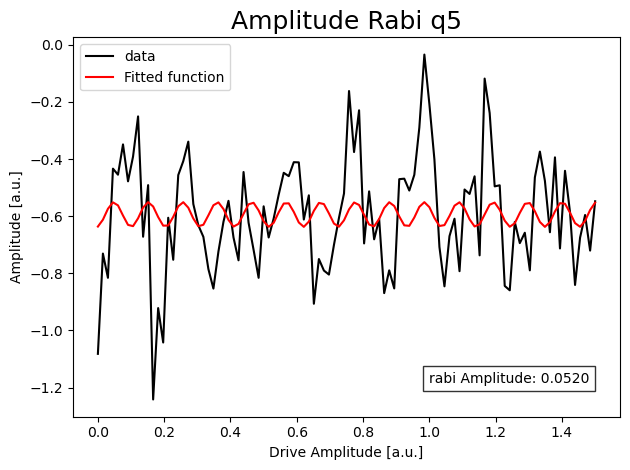 Amplitude Rabi q5
data
Fitted function
0.0
−0.2
−0.4
−0.6
−0.8
−1.0
−1.2
Amplitude [a.u.]
rabi Amplitude: 0.0520
0.0 0.2 0.4 0.6 0.8 1.0 1.2 1.4
Drive Amplitude [a.u.]